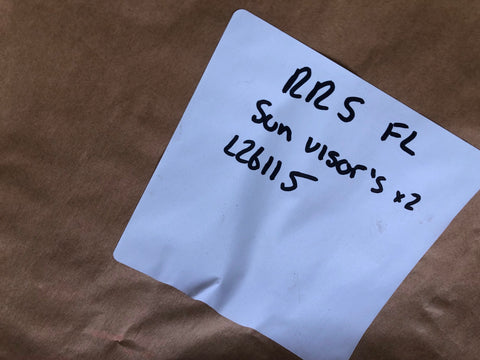 RRS FL
Sun visor's x2
L26115